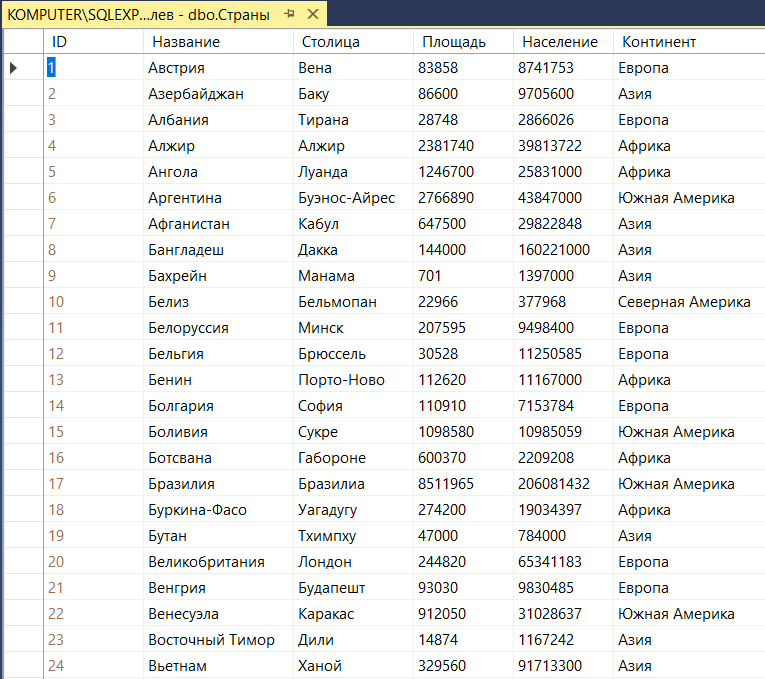 KOMPUTER\SQLEXP...лев - dbo.Страны
ID Название Столица Площадь Население Континент
1 Австрия Вена 83858 8741753 Европа
2 Азербайджан Баку 86600 9705600 Азия
3 Албания Тирана 28748 2866026 Европа
4 Алжир Алжир 2381740 39813722 Африка
5 Ангола Луанда 1246700 25831000 Африка
6 Аргентина Буэнос-Айрес 2766890 43847000 Южная Америка
7 Афганистан Кабул 647500 29822848 Азия
8 Бангладеш Дакка 144000 160221000 Азия
9 Бахрейн Манама 701 1397000 Азия
10 Белиз Бельмопан 22966 377968 Северная Америка
11 Белоруссия Минск 207595 9498400 Европа
12 Бельгия Брюссель 30528 11250585 Европа
13 Бенин Порто-Ново 112620 11167000 Африка
14 Болгария София 110910 7153784 Европа
15 Боливия Сукре 1098580 10985059 Южная Америка
16 Ботсвана Габороне 600370 2209208 Африка
17 Бразилия Бразилиа 8511965 206081432 Южная Америка
18 Буркина-Фасо Уагадугу 274200 19034397 Африка
19 Бутан Тхимпху 47000 784000 Азия
20 Великобритания Лондон 244820 65341183 Европа
21 Венгрия Будапешт 93030 9830485 Европа
22 Венесуэла Каракас 912050 31028637 Южная Америка
23 Восточный Тимор Дили 14874 1167242 Азия
24 Вьетнам Ханой 329560 91713300 Азия